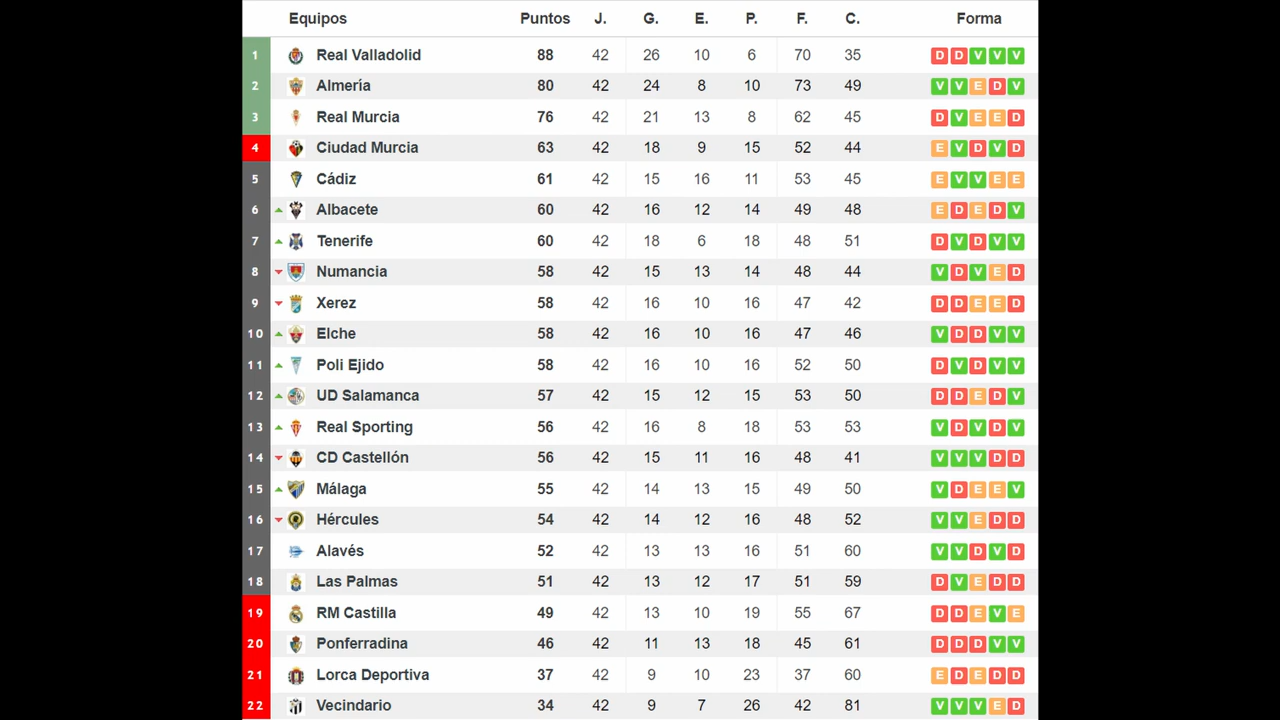 Equipos Puntos J. G. E. P. F. C. Forma
1 Real Valladolid 88 42 26 10 6 70 35 D D V V V
2 Almería 80 42 24 8 10 73 49 V V E D V
3 Real Murcia 76 42 21 13 8 62 45 D V E E D
4 Ciudad Murcia 63 42 18 9 15 52 44 E V D V D
5 Cádiz 61 42 15 16 11 53 45 E V V E E
6 Albacete 60 42 16 12 14 49 48 E D E D V
7 Tenerife 60 42 18 6 18 48 51 D V D V V
8 Numancia 58 42 15 13 14 48 44 V D V E D
9 Xerez 58 42 16 10 16 47 42 D D E E D
10 Elche 58 42 16 10 16 47 46 V D D V V
11 Poli Ejido 58 42 16 10 16 52 50 D V D V V
12 UD Salamanca 57 42 15 12 15 53 50 D D E D V
13 Real Sporting 56 42 16 8 18 53 53 V D V D V
14 CD Castellón 56 42 15 11 16 48 41 V V V D D
15 Málaga 55 42 14 13 15 49 50 V D E E V
16 Hércules 54 42 14 12 16 48 52 V V E D D
17 Alavés 52 42 13 13 16 51 60 V V D V D
18 Las Palmas 51 42 13 12 17 51 59 D V E D D
19 RM Castilla 49 42 13 10 19 55 67 D D E V E
20 Ponferradina 46 42 11 13 18 45 61 D D D V V
21 Lorca Deportiva 37 42 9 10 23 37 60 E D E D D
22 Vecindario 34 42 9 7 26 42 81 V V V E D